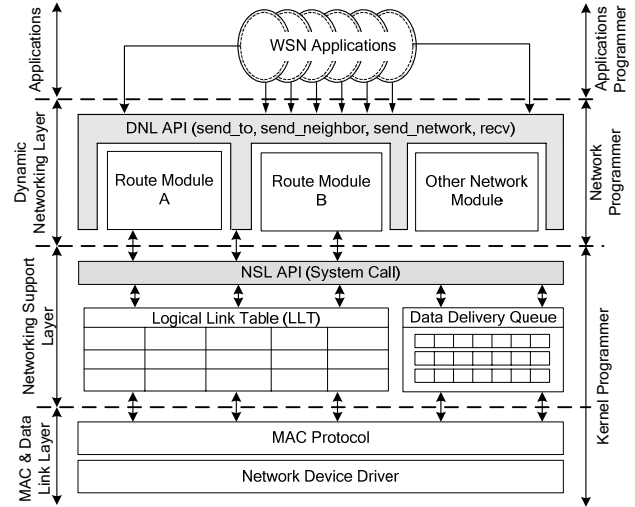 Applications
WSN Applications
Applications
Programmer
Dynamic
Networking Layer
DNL API (send_to, send_neighbor, send_network, recv)
Route Module
A
Route Module
B
Other Network
Module
Network
Programmer
Networking Support
Layer
NSL API (System Call)
Logical Link Table (LLT)
Data Delivery Queue
Kernel Programmer
MAC & Data
Link Layer
MAC Protocol
Network Device Driver